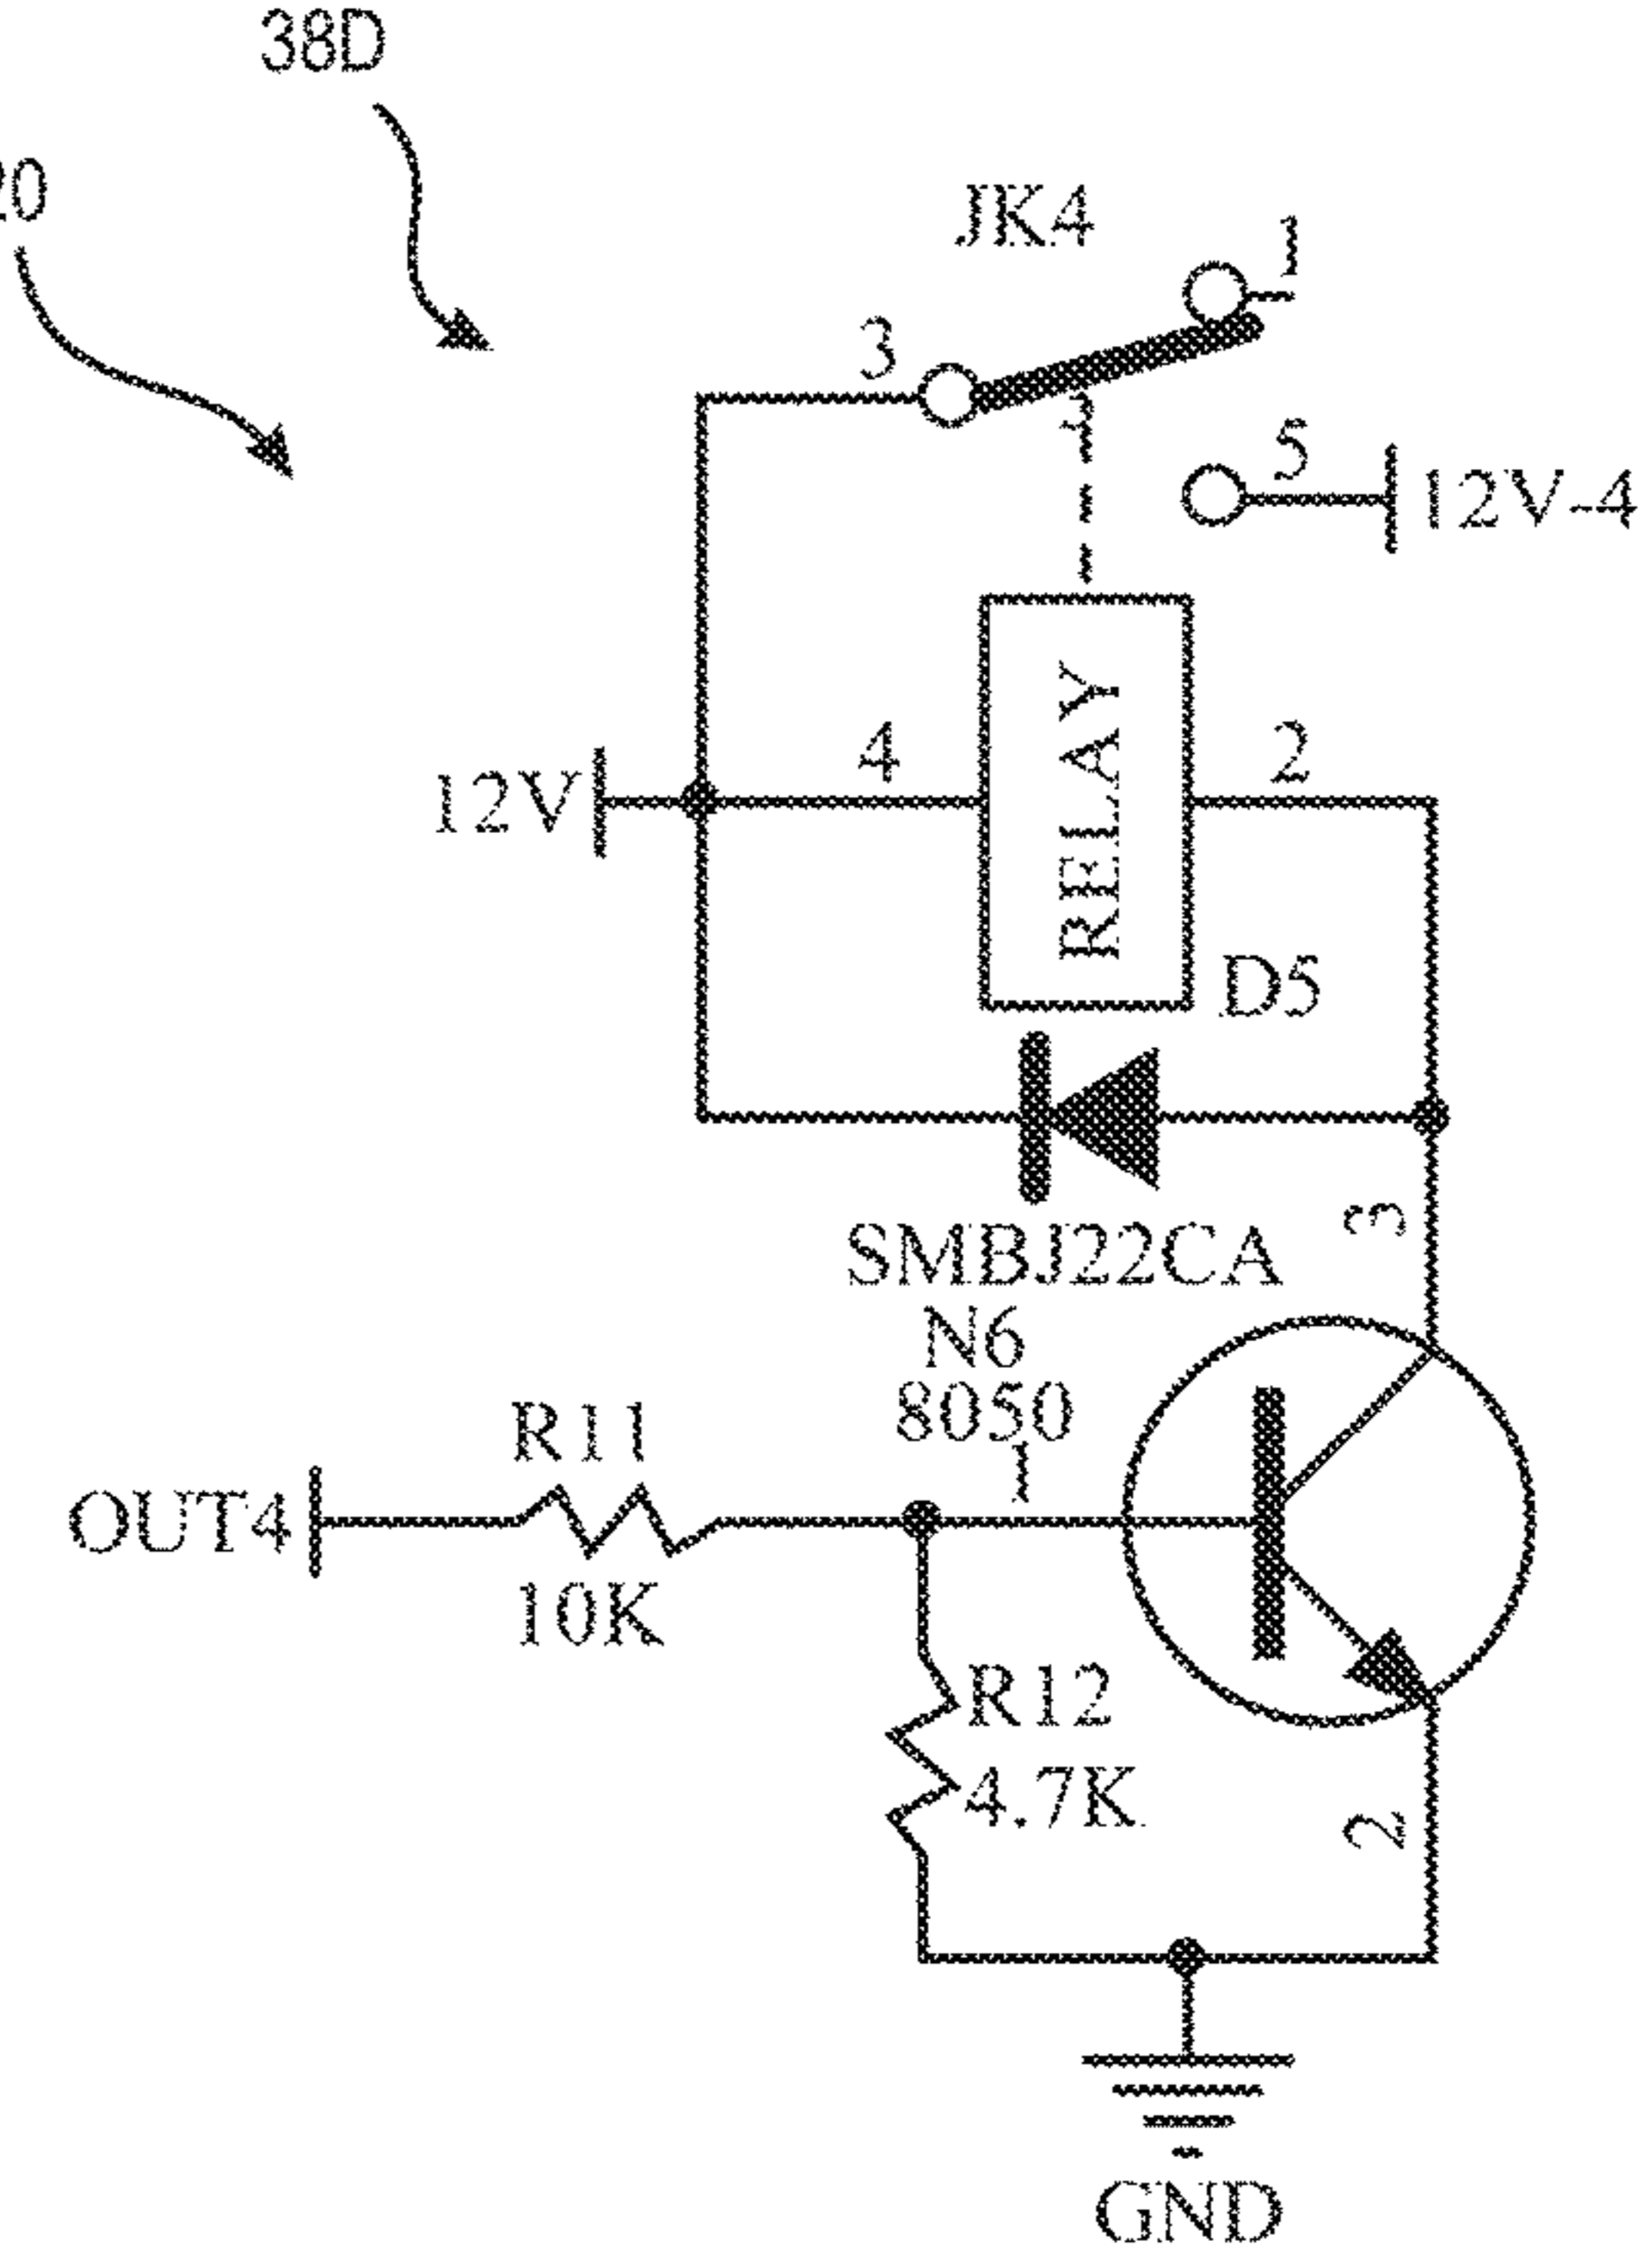 38D
20
JK4
1
3
5
12V-4
RELAY
4
2
12V
D5
SMBJ22CA
3
N6
8050
1
R11
OUT4
10K
R12
4.7K
2
GND